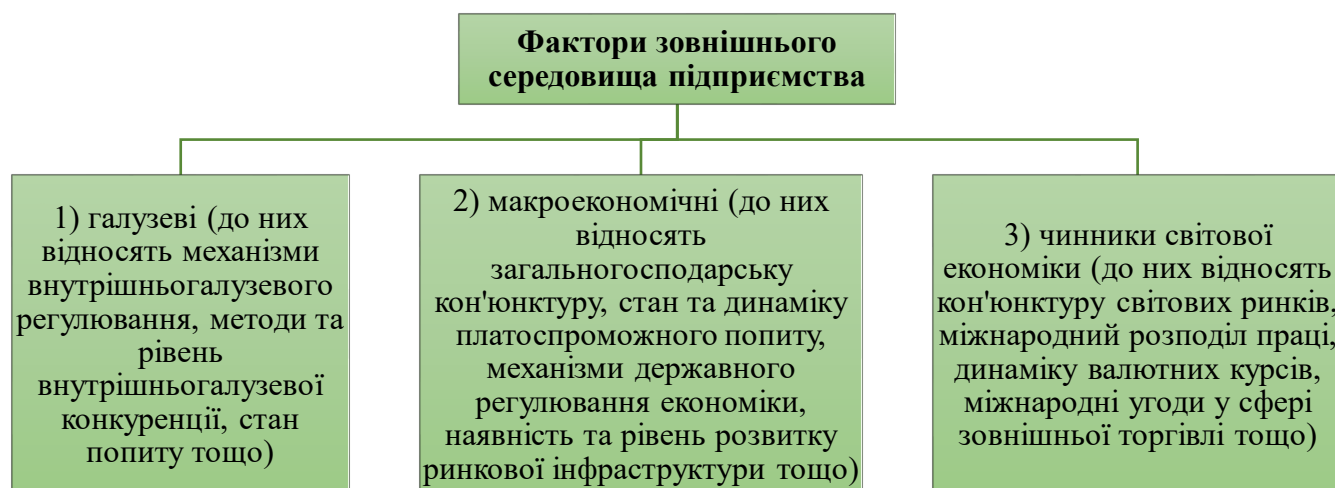 Фактори зовнішнього
середовища підприємства
1) галузеві (до них
відносять механізми
внутрішньогалузевого
регулювання, методи та
рівень
внутрішньогалузевої
конкуренції, стан
попиту тощо)
2) макроекономічні (до них
відносять
загальногосподарську
кон'юнктуру, стан та динаміку
платоспроможного попиту,
механізми державного
регулювання економіки,
наявність та рівень розвитку
ринкової інфраструктури тощо)
3) чинники світової
економіки (до них відносять
кон'юнктуру світових ринків,
міжнародний розподіл праці,
динаміку валютних курсів,
міжнародні угоди у сфері
зовнішньої торгівлі тощо)